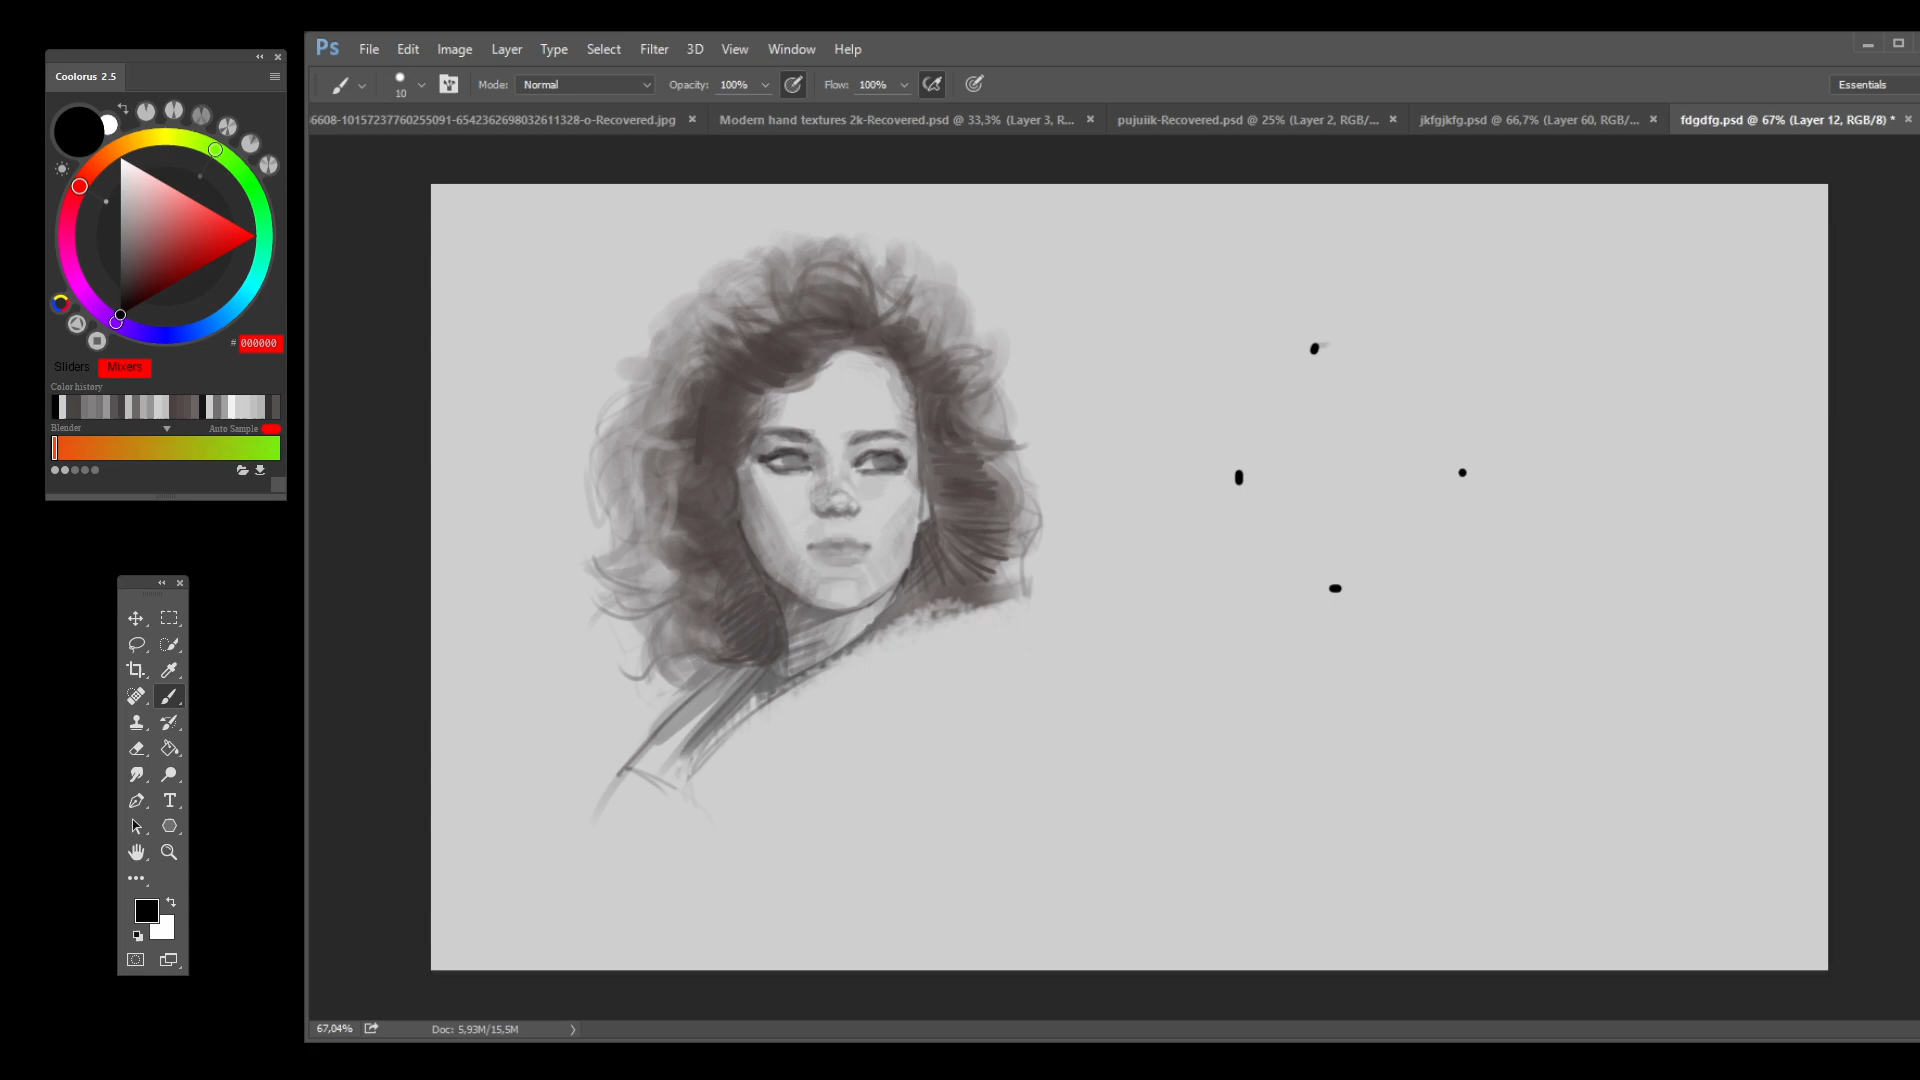 Ps File Edit Image Layer Type Select Filter 3D View Window Help
Coolorus 2.5
10 Mode: Normal Opacity: 100% Flow: 100% Essentials
6608-10157237760255091-6542362698032611328-o-Recovered.jpg Modern hand textures 2k-Recovered.psd @ 33,3% (Layer 3, R... pujuiik-Recovered.psd @ 25% (Layer 2, RGB/... jkfgjkfg.psd @ 66,7% (Layer 60, RGB/... fdgdfg.psd @ 67% (Layer 12, RGB/8) *
# 000000
Sliders Mixers
Color history
Blender Auto Sample
67,04% Doc: 5,93M/15,5M